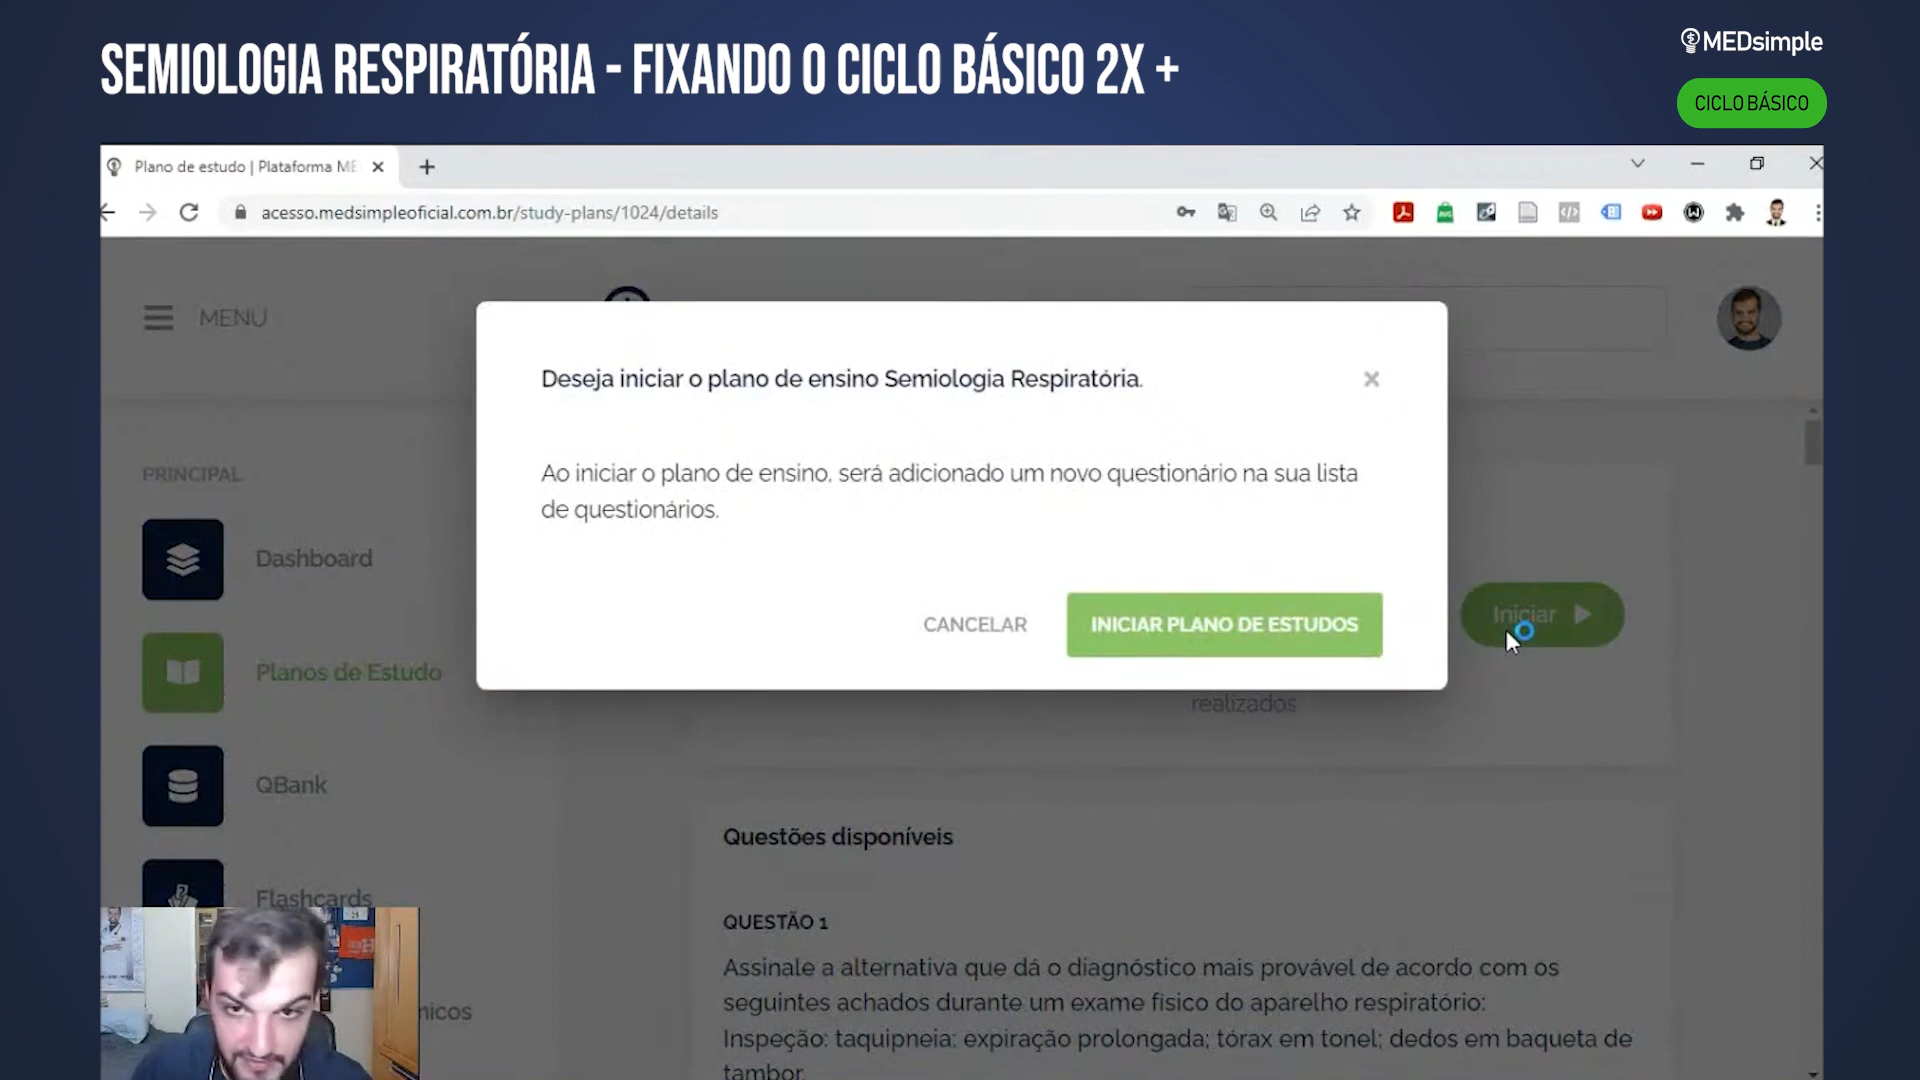 SEMIOLOGIA RESPIRATÓRIA - FIXANDO O CICLO BÁSICO 2X +
MEDsimple
CICLO BÁSICO
Plano de estudo | Plataforma ME
acesso.medsimpleoficial.com.br/study-plans/1024/details
MENU
Deseja iniciar o plano de ensino Semiologia Respiratória.
Ao iniciar o plano de ensino, será adicionado um novo questionário na sua lista
de questionários.
CANCELAR
INICIAR PLANO DE ESTUDOS
Iniciar
realizados
PRINCIPAL
Dashboard
Planos de Estudo
QBank
Flashcards
nicos
Questões disponíveis
QUESTÃO 1
Assinale a alternativa que dá o diagnóstico mais provável de acordo com os
seguintes achados durante um exame físico do aparelho respiratório:
Inspeção: taquipneia; expiração prolongada; tórax em tonel; dedos em baqueta de
tambor.